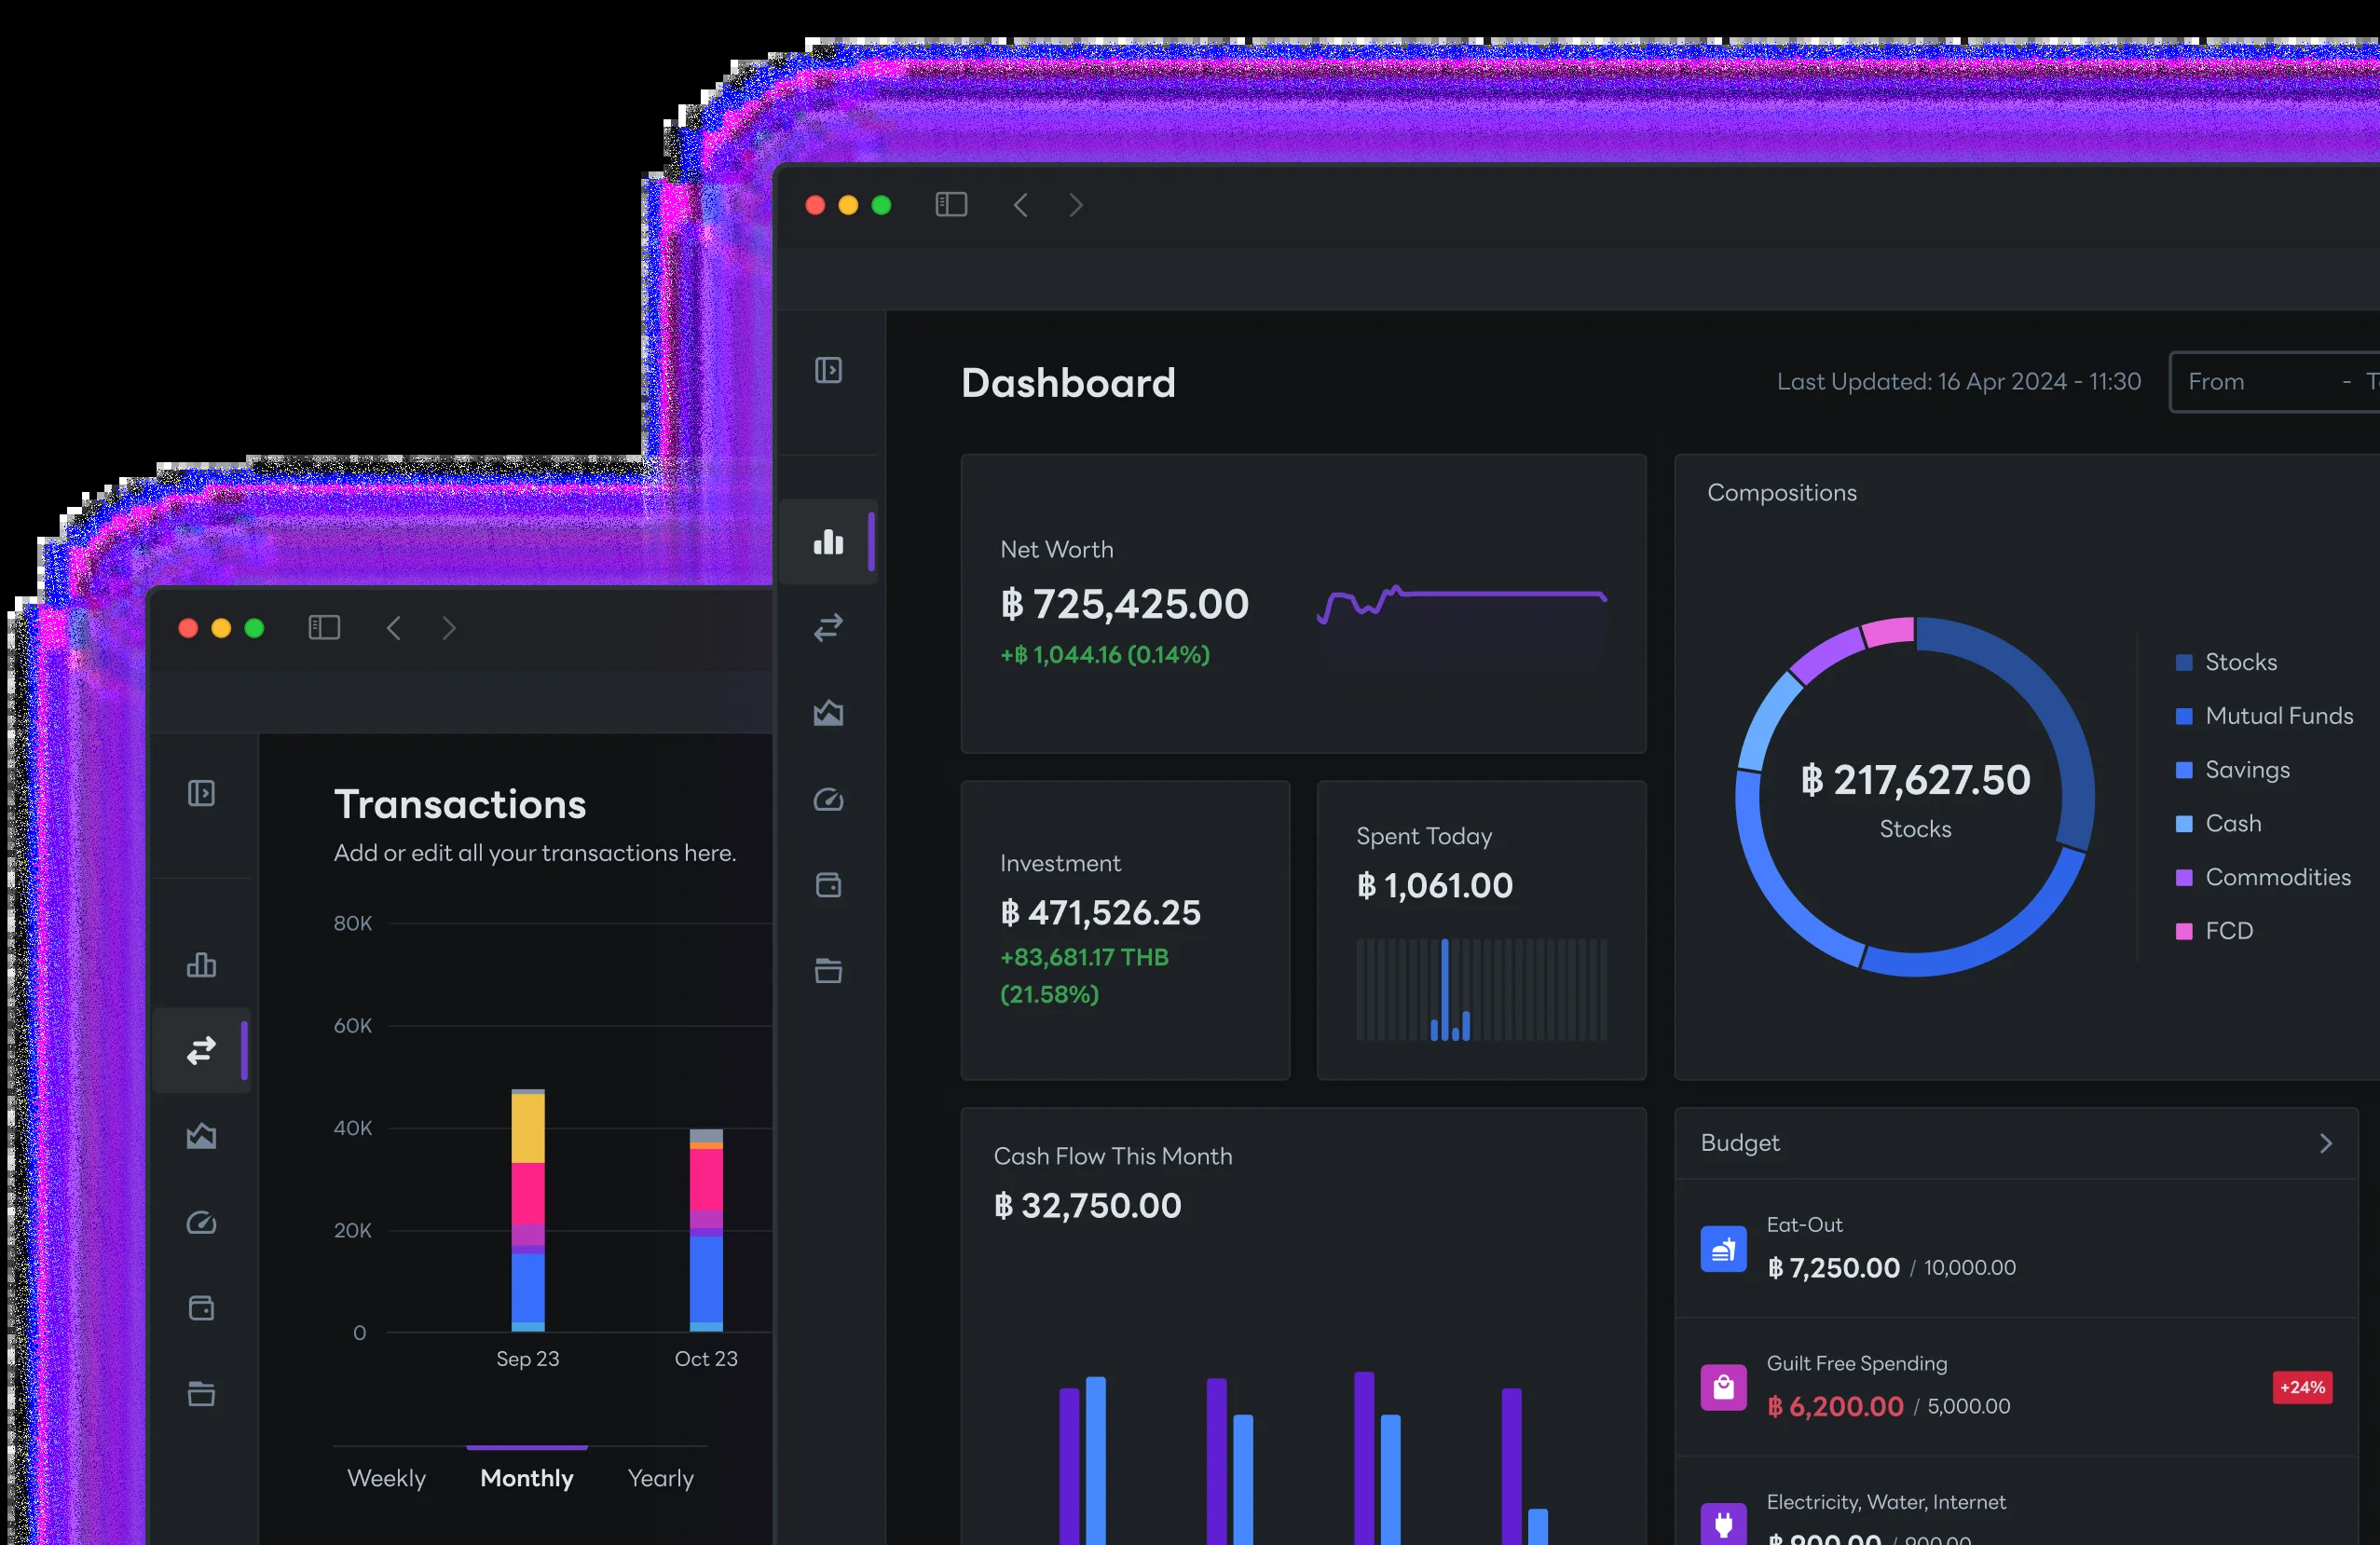 Dashboard
Last Updated: 16 Apr 2024 - 11:30
From -
Net Worth
฿ 725,425.00
+฿ 1,044.16 (0.14%)
Compositions
฿ 217,627.50
Stocks
Stocks
Mutual Funds
Savings
Cash
Commodities
FCD
Investment
฿ 471,526.25
+83,681.17 THB
(21.58%)
Spent Today
฿ 1,061.00
Cash Flow This Month
฿ 32,750.00
Budget
Eat-Out
฿ 7,250.00 / 10,000.00
Guilt Free Spending
฿ 6,200.00 / 5,000.00
+24%
Electricity, Water, Internet
Transactions
Add or edit all your transactions here.
80K
60K
40K
20K
0
Sep 23
Oct 23
Weekly
Monthly
Yearly